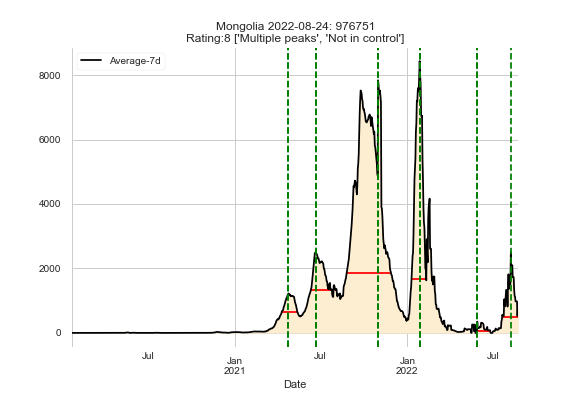 Mongolia 2022-08-24: 976751
Rating:8 ['Multiple peaks', 'Not in control']
Average-7d
8000
6000
4000
2000
0
Jul
Jan
2021
Jul
Jan
2022
Jul
Date